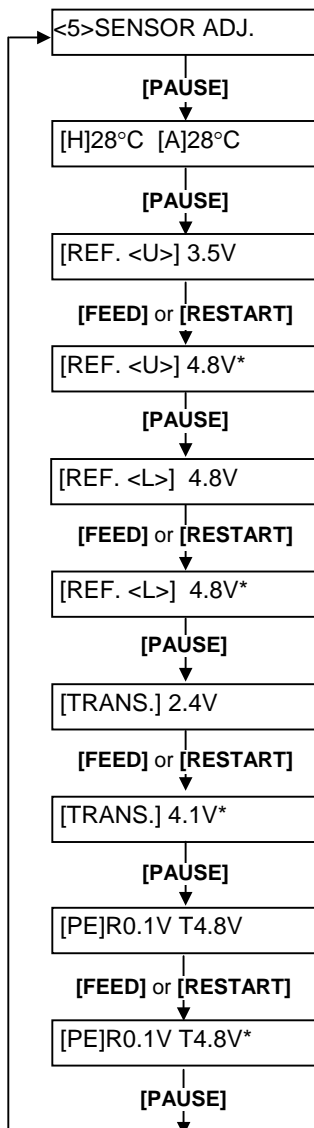 <5>SENSOR ADJ.
[PAUSE]
[H]28°C [A]28°C
[PAUSE]
[REF. <U>] 3.5V
[FEED] or [RESTART]
[REF. <U>] 4.8V*
[PAUSE]
[REF. <L>] 4.8V
[FEED] or [RESTART]
[REF. <L>] 4.8V*
[PAUSE]
[TRANS.] 2.4V
[FEED] or [RESTART]
[TRANS.] 4.1V*
[PAUSE]
[PE]R0.1V T4.8V
[FEED] or [RESTART]
[PE]R0.1V T4.8V*
[PAUSE]